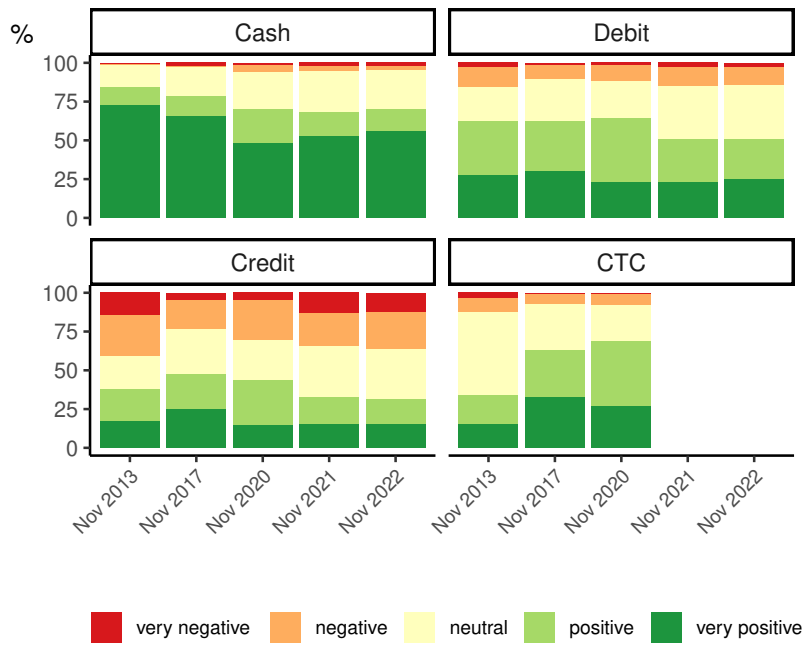 %
Cash
Debit
100
75
50
25
0
Credit
CTC
100
75
50
25
0
Nov 2013
Nov 2017
Nov 2020
Nov 2021
Nov 2022
Nov 2013
Nov 2017
Nov 2020
Nov 2021
Nov 2022
very negative
negative
neutral
positive
very positive